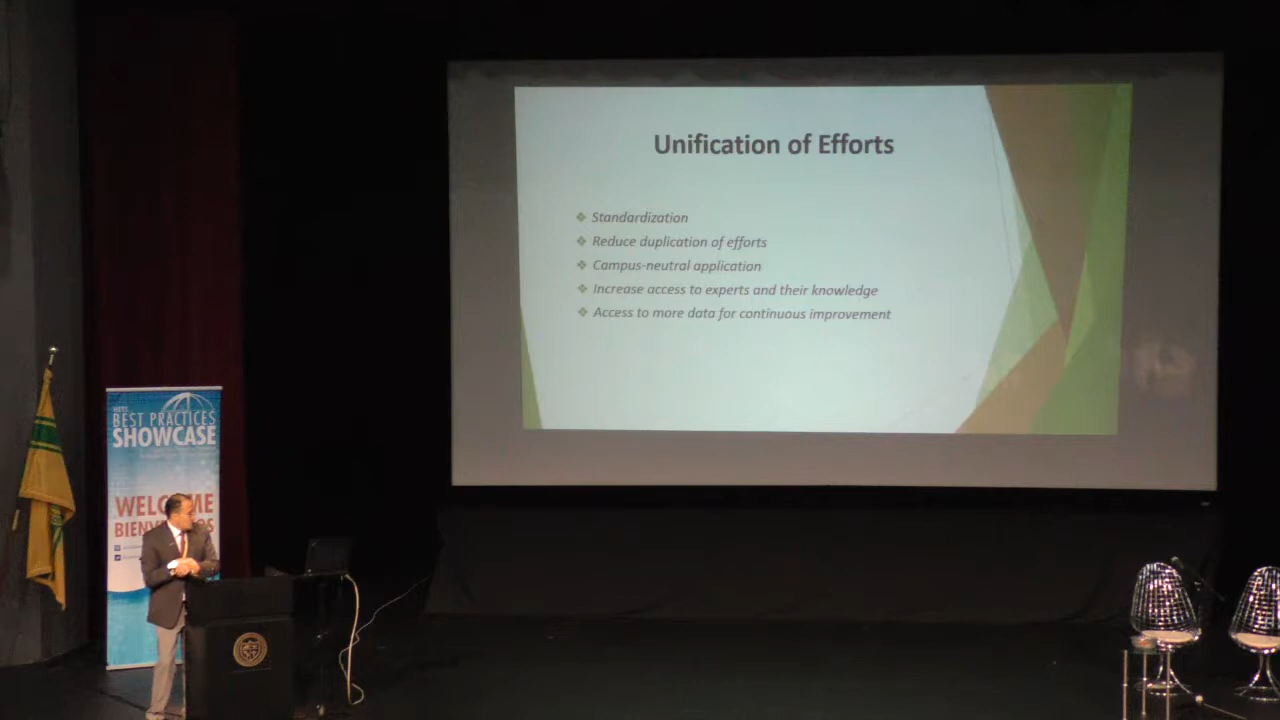 Unification of Efforts
Standardization
Reduce duplication of efforts
Campus-neutral application
Increase access to experts and their knowledge
Access to more data for continuous improvement
HETS
BEST PRACTICES
SHOWCASE